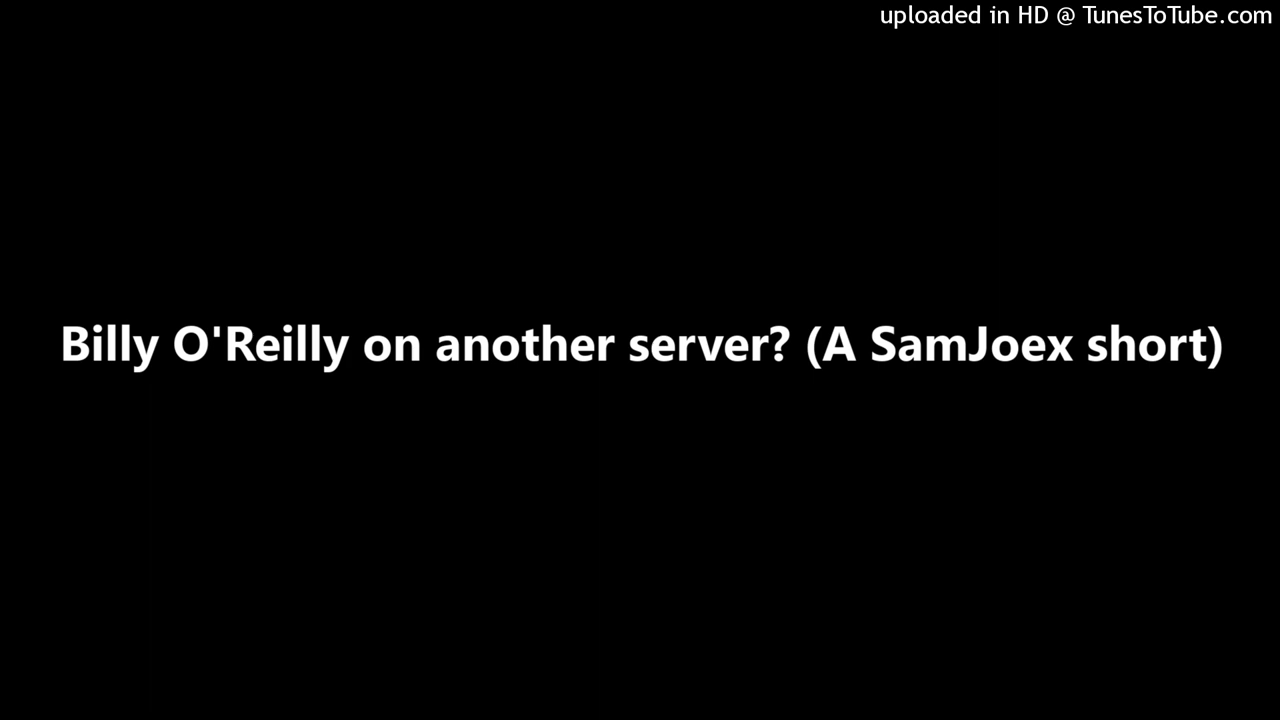 uploaded in HD @ TunesToTube.com
Billy O'Reilly on another server? (A SamJoex short)